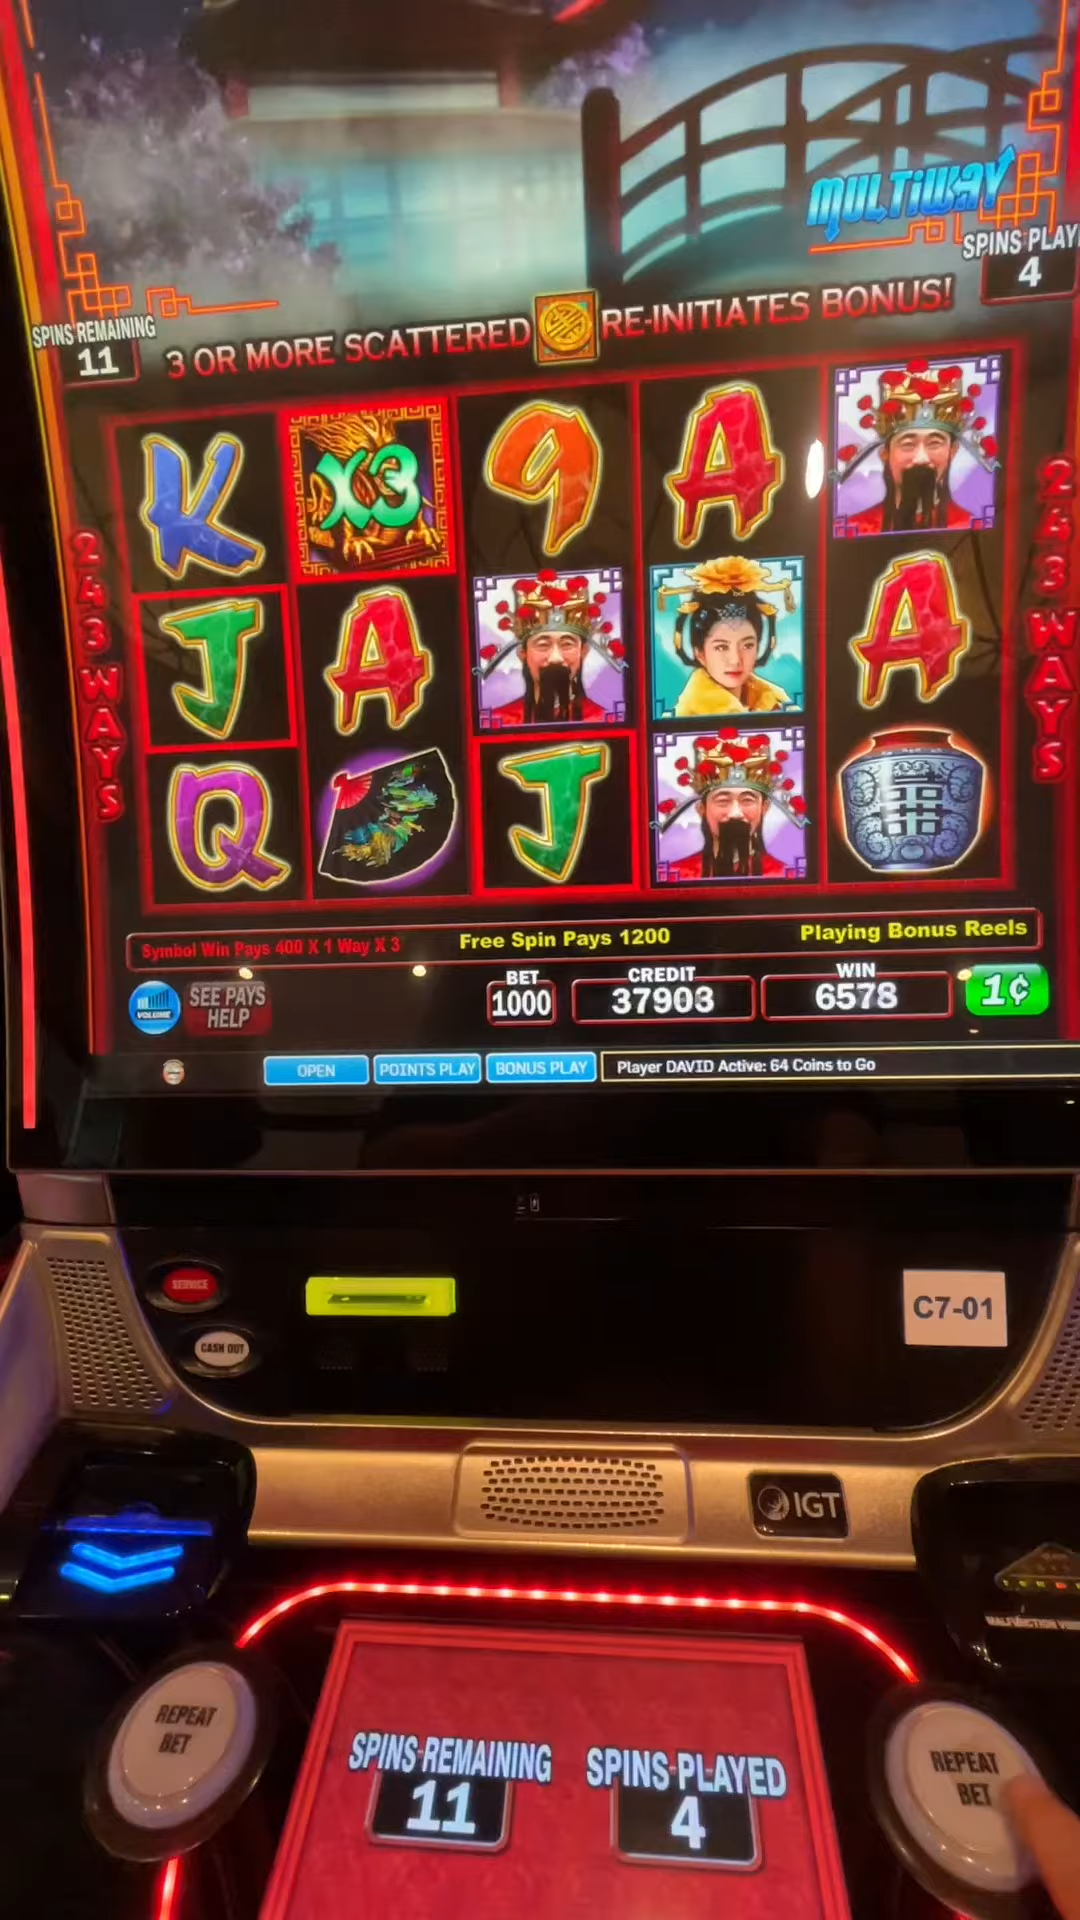 MULTIWAY
SPINS PLAY
4
SPINS REMAINING
11
3 OR MORE SCATTERED RE-INITIATES BONUS!
K X3 9 A
J A A
Q J
243 WAYS
243 WAYS
Symbol Win Pays 400 X 1 Way X 3
Free Spin Pays 1200
Playing Bonus Reels
VOLUME
SEE PAYS
HELP
BET
1000
CREDIT
37903
WIN
6578
1¢
OPEN
POINTS PLAY
BONUS PLAY
Player DAVID Active: 64 Coins to Go
SERVICE
CASH OUT
C7-01
IGT
REPEAT
BET
SPINS REMAINING
11
SPINS PLAYED
4
REPEAT
BET